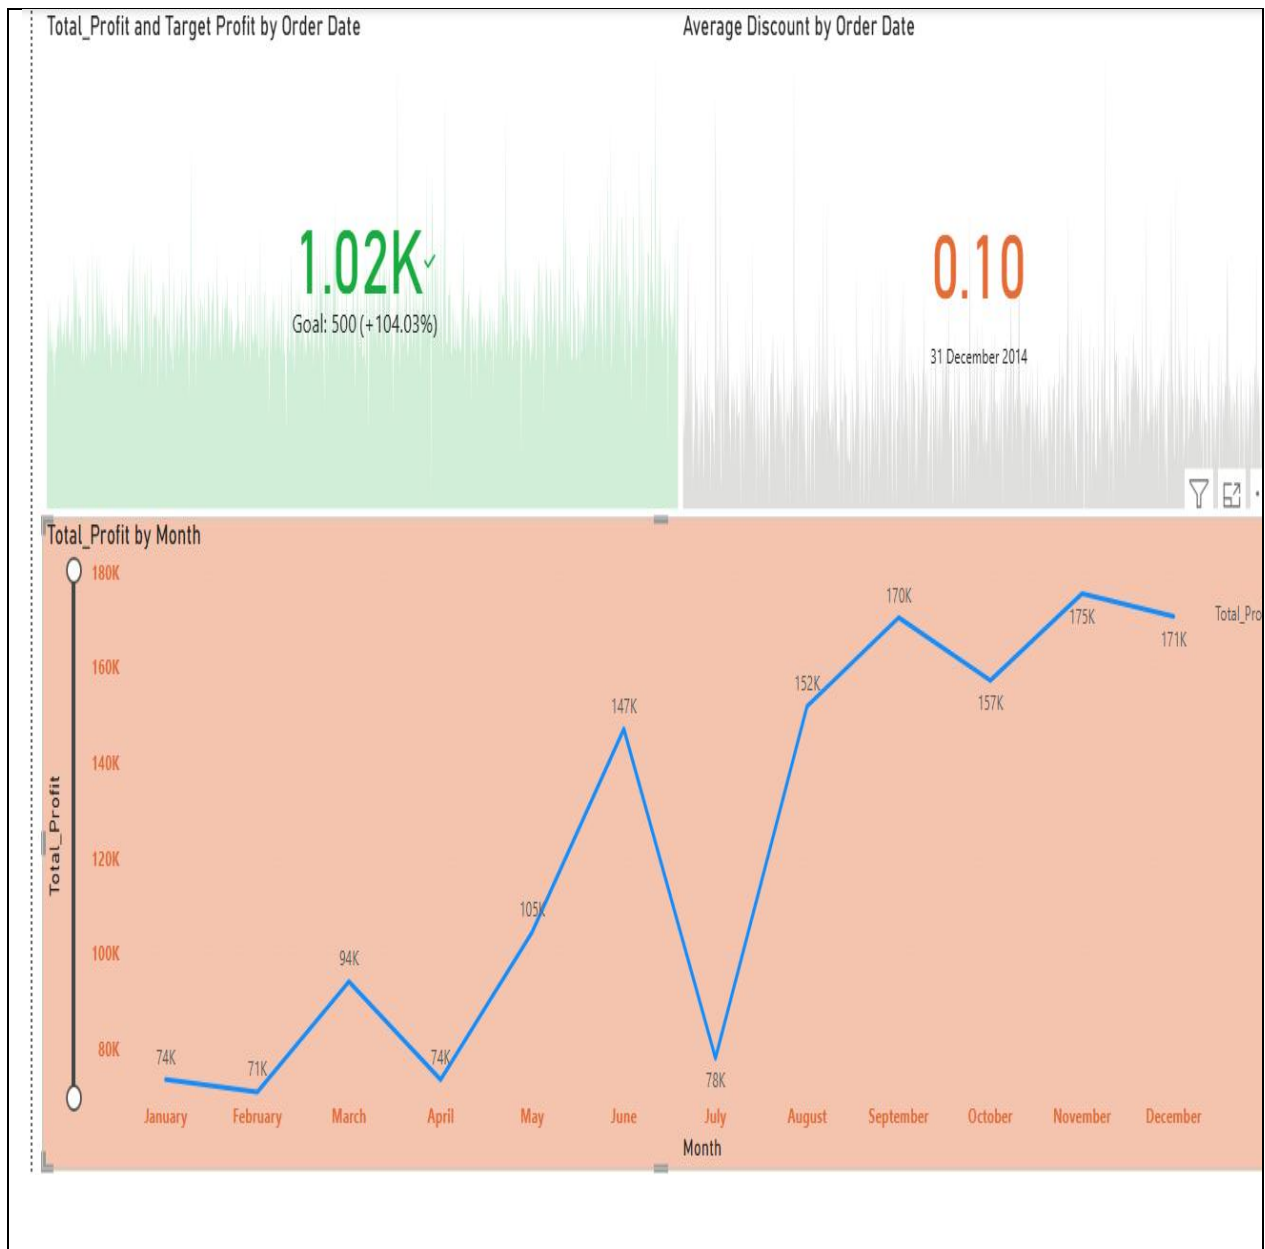 Total_Profit and Target Profit by Order Date
1.02K
Goal: 500 (+104.03%)
Average Discount by Order Date
0.10
31 December 2014
Total_Profit by Month
Total_Profit
180K
160K
140K
120K
100K
80K
74K
71K
94K
74K
105K
147K
78K
152K
170K
157K
175K
171K
Total_Pro
January February March April May June July August September October November December
Month